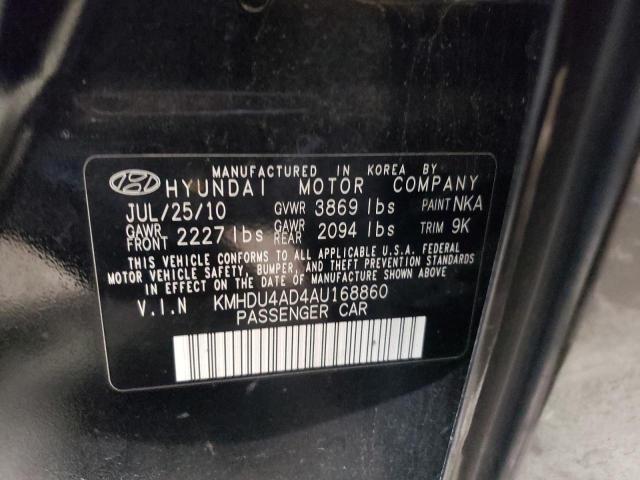 MANUFACTURED IN KOREA BY
HYUNDAI MOTOR COMPANY
JUL/25/10 GVWR 3869 lbs PAINT NKA
GAWR FRONT 2227 lbs GAWR REAR 2094 lbs TRIM 9K
THIS VEHICLE CONFORMS TO ALL APPLICABLE U.S.A. FEDERAL
MOTOR VEHICLE SAFETY, BUMPER, AND THEFT PREVENTION STANDARDS
IN EFFECT ON THE DATE OF MANUFACTURE SHOWN ABOVE.
V.I.N KMHDU4AD4AU168860
PASSENGER CAR